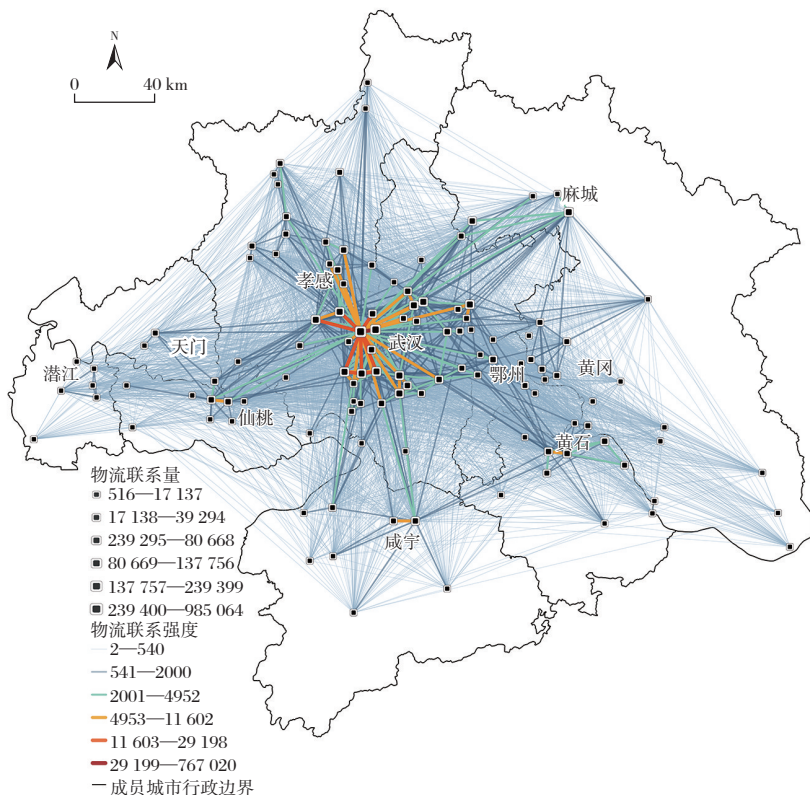 N
0 40 km
麻城
孝感
武汉
天门
潜江
鄂州
黄冈
仙桃
黄石
咸宁
物流联系量
516—17 137
17 138—39 294
239 295—80 668
80 669—137 756
137 757—239 399
239 400—985 064
物流联系强度
2—540
541—2000
2001—4952
4953—11 602
11 603—29 198
29 199—767 020
成员城市行政边界